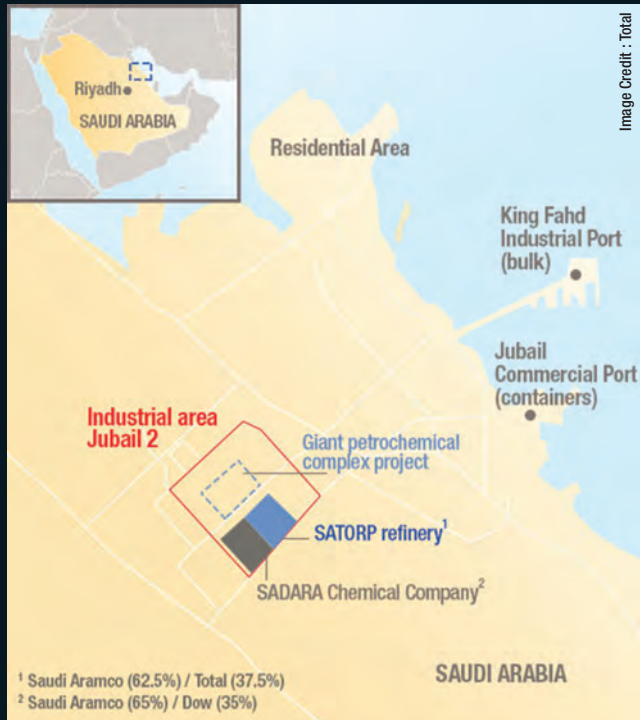 Image Credit : Total
Riyadh
SAUDI ARABIA
Residential Area
King Fahd
Industrial Port
(bulk)
Jubail
Commercial Port
(containers)
Industrial area
Jubail 2
Giant petrochemical
complex project
SATORP refinery¹
SADARA Chemical Company²
SAUDI ARABIA
¹ Saudi Aramco (62.5%) / Total (37.5%)
² Saudi Aramco (65%) / Dow (35%)